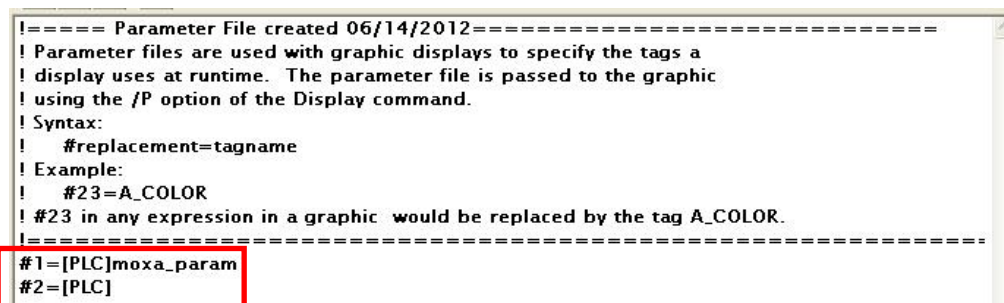 !===== Parameter File created 06/14/2012=============================
! Parameter files are used with graphic displays to specify the tags a
! display uses at runtime.  The parameter file is passed to the graphic
! using the /P option of the Display command.
! Syntax:
!    #replacement=tagname
! Example:
!    #23=A_COLOR
! #23 in any expression in a graphic  would be replaced by the tag A_COLOR.
!===========================================================
#1=[PLC]moxa_param
#2=[PLC]